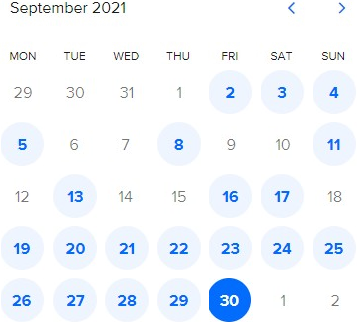 September 2021
MON TUE WED THU FRI SAT SUN
29 30 31 1 2 3 4
5 6 7 8 9 10 11
12 13 14 15 16 17 18
19 20 21 22 23 24 25
26 27 28 29 30 1 2